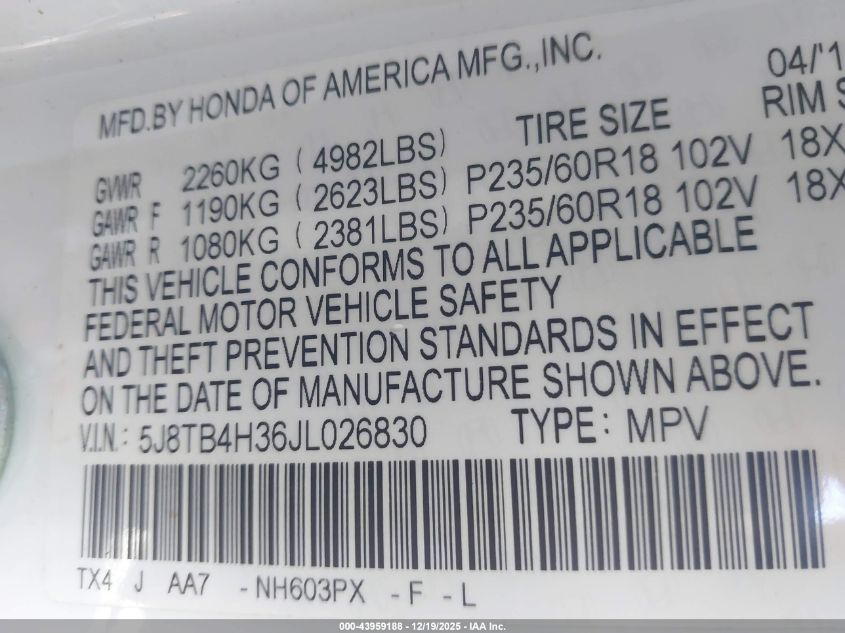 MFD.BY HONDA OF AMERICA MFG.,INC. 04/'1
TIRE SIZE RIM S
GVWR 2260KG ( 4982LBS)
GAWR F 1190KG ( 2623LBS) P235/60R18 102V 18X
GAWR R 1080KG ( 2381LBS) P235/60R18 102V 18X
THIS VEHICLE CONFORMS TO ALL APPLICABLE
FEDERAL MOTOR VEHICLE SAFETY
AND THEFT PREVENTION STANDARDS IN EFFECT
ON THE DATE OF MANUFACTURE SHOWN ABOVE.
V.I.N.: 5J8TB4H36JL026830 TYPE: MPV
TX4 J AA7 -NH603PX -F -L
000-43959188 - 12/19/2025 - IAA Inc.